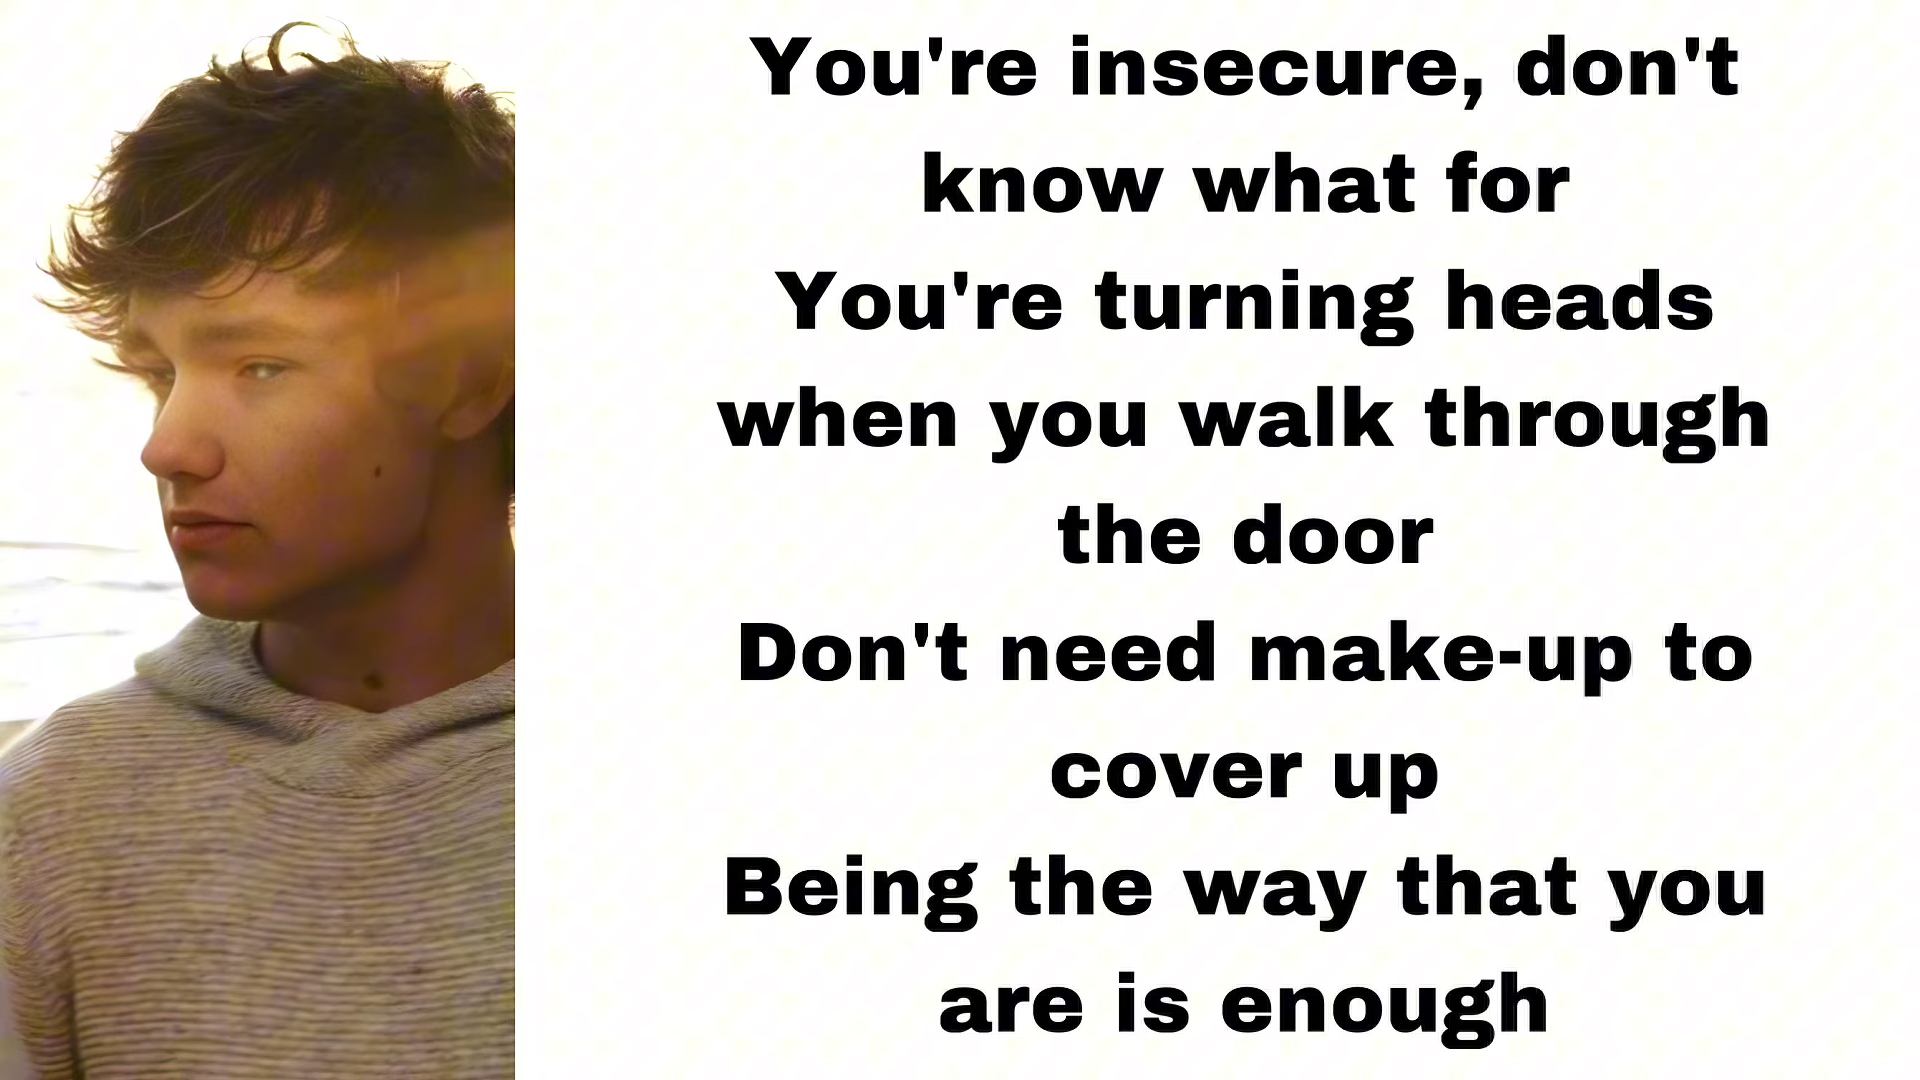 You're insecure, don't
know what for
You're turning heads
when you walk through
the door
Don't need make-up to
cover up
Being the way that you
are is enough